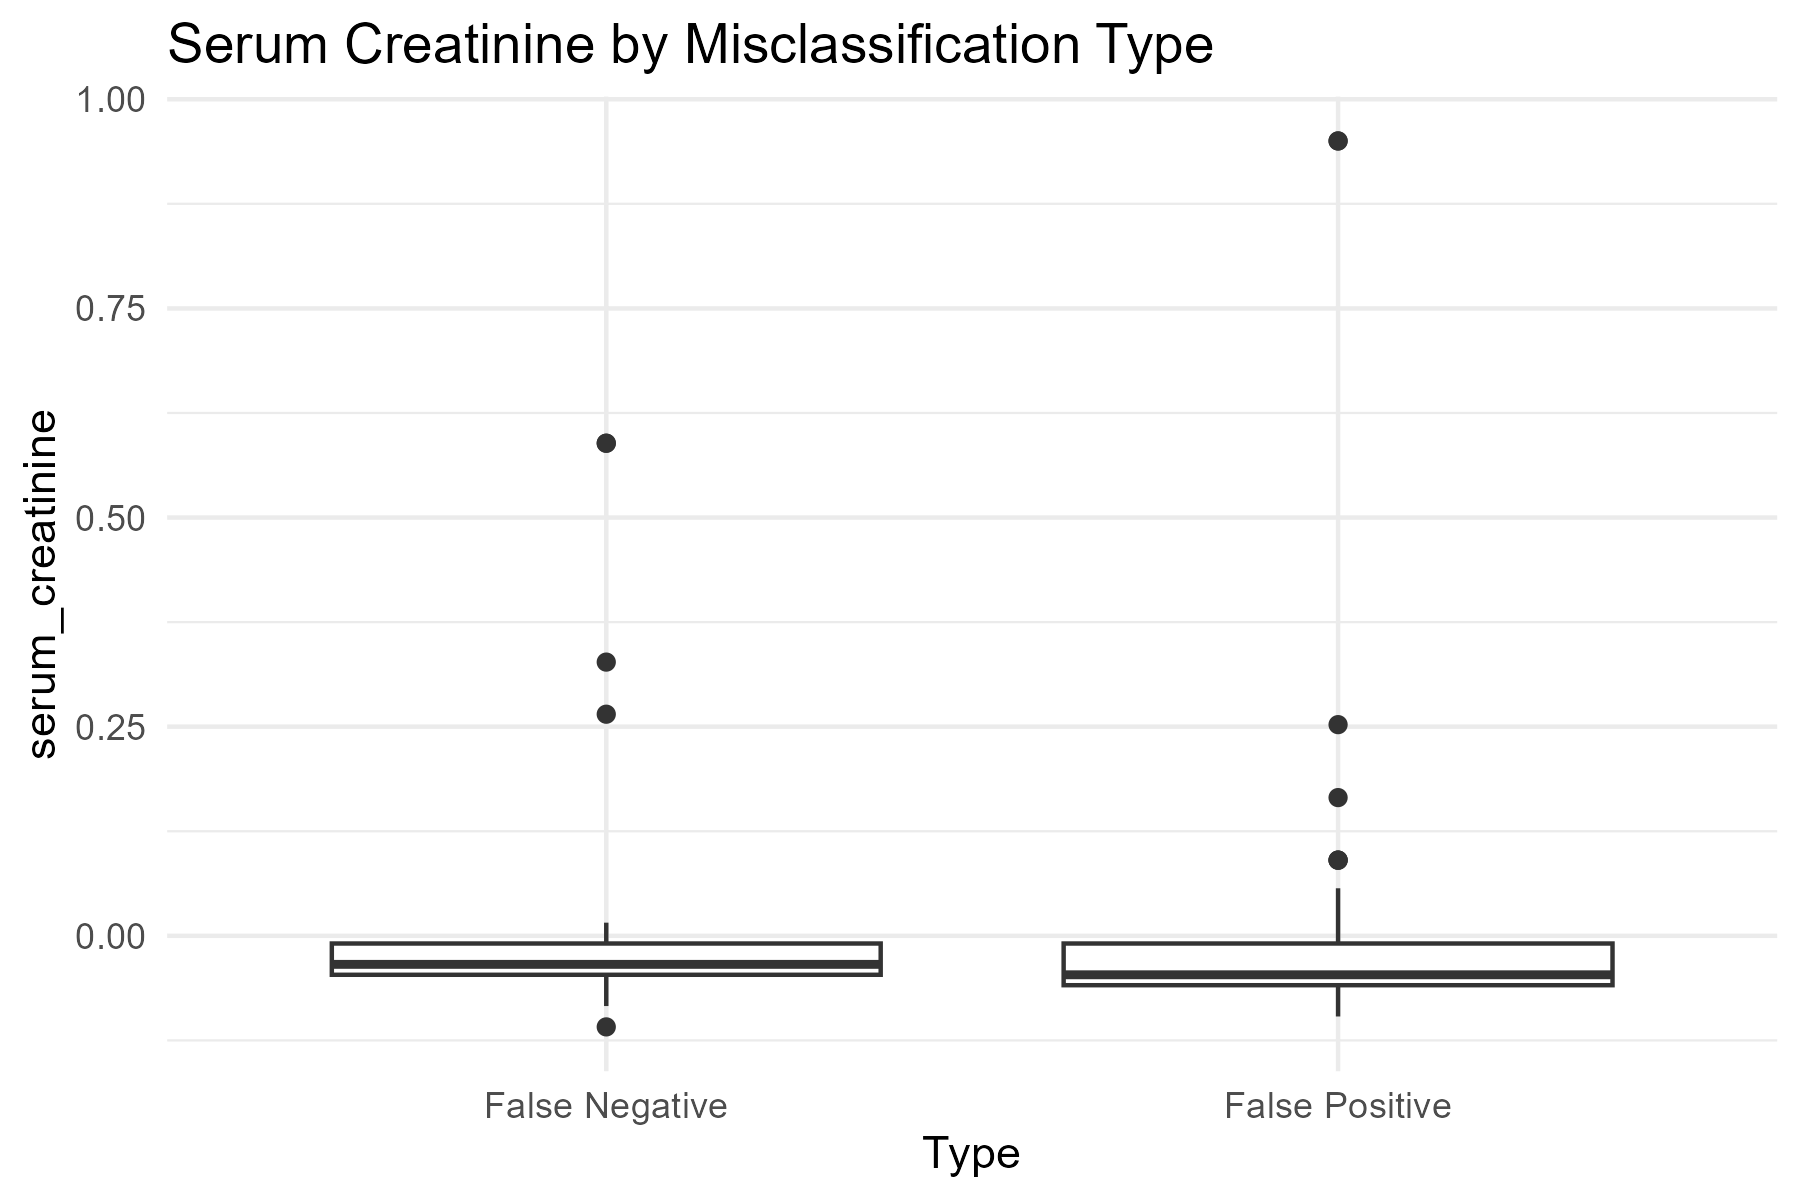 Serum Creatinine by Misclassification Type
1.00
0.75
0.50
0.25
0.00
serum_creatinine
False Negative
False Positive
Type